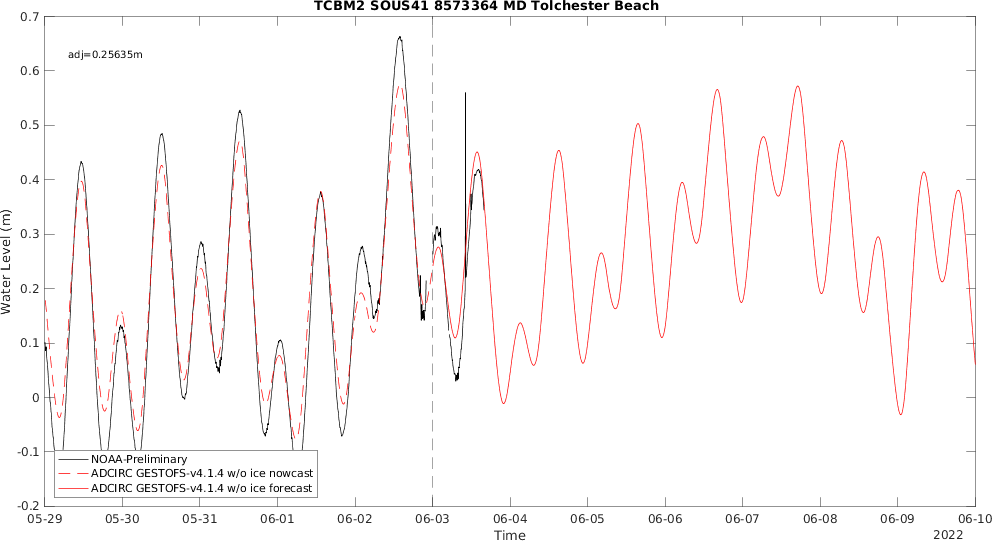 TCBM2 SOUS41 8573364 MD Tolchester Beach
0.7
adj=0.25635m
0.6
0.5
0.4
0.3
0.2
0.1
0
-0.1
-0.2
Water Level (m)
NOAA-Preliminary
ADCIRC GESTOFS-v4.1.4 w/o ice nowcast
ADCIRC GESTOFS-v4.1.4 w/o ice forecast
05-29 05-30 05-31 06-01 06-02 06-03 06-04 06-05 06-06 06-07 06-08 06-09 06-10
Time
2022